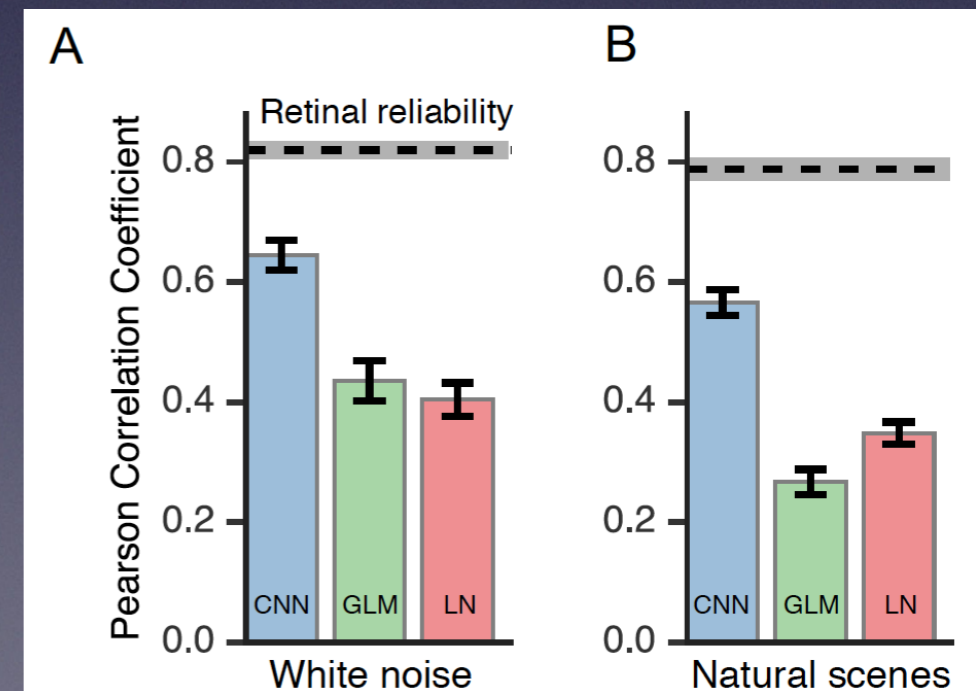 A
B
Retinal reliability
Pearson Correlation Coefficient
0.8
0.6
0.4
0.2
0.0
CNN
GLM
LN
White noise
0.8
0.6
0.4
0.2
0.0
CNN
GLM
LN
Natural scenes